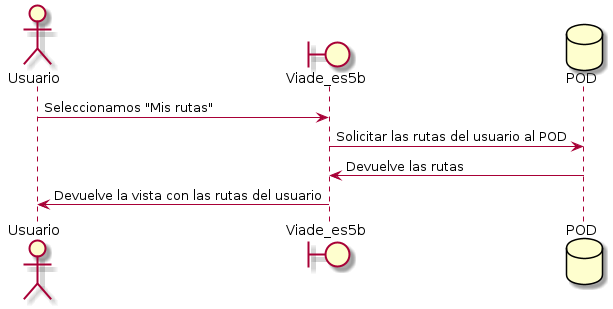 Usuario
Viade_es5b
POD
Seleccionamos "Mis rutas"
Solicitar las rutas del usuario al POD
Devuelve las rutas
Devuelve la vista con las rutas del usuario
Usuario
Viade_es5b
POD